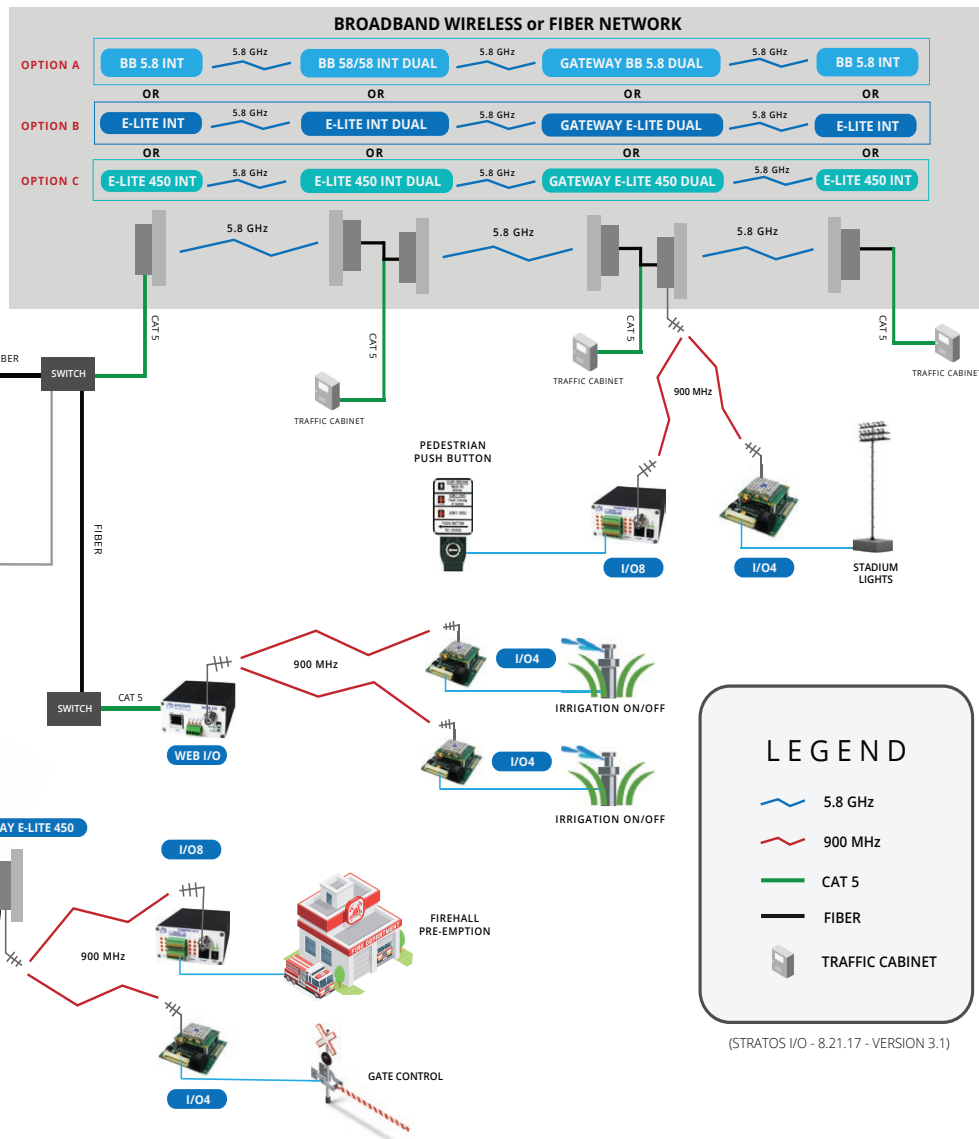 BROADBAND WIRELESS or FIBER NETWORK
OPTION A
BB 5.8 INT
5.8 GHz
BB 58/58 INT DUAL
5.8 GHz
GATEWAY BB 5.8 DUAL
5.8 GHz
BB 5.8 INT
OR
OR
OR
OR
OPTION B
E-LITE INT
5.8 GHz
E-LITE INT DUAL
5.8 GHz
GATEWAY E-LITE DUAL
5.8 GHz
E-LITE INT
OR
OR
OR
OR
OPTION C
E-LITE 450 INT
5.8 GHz
E-LITE 450 INT DUAL
5.8 GHz
GATEWAY E-LITE 450 DUAL
5.8 GHz
E-LITE 450 INT
5.8 GHz
5.8 GHz
5.8 GHz
CAT 5
CAT 5
CAT 5
CAT 5
BER
SWITCH
TRAFFIC CABINET
TRAFFIC CABINET
TRAFFIC CABINET
900 MHz
PEDESTRIAN
PUSH BUTTON
PUSH BUTTON
I/O8
I/O4
STADIUM
LIGHTS
FIBER
900 MHz
I/O4
IRRIGATION ON/OFF
SWITCH
CAT 5
WEB I/O
I/O4
IRRIGATION ON/OFF
AY E-LITE 450
I/O8
900 MHz
FIRE DEPARTMENT
FIREHALL
PRE-EMPTION
I/O4
GATE CONTROL
LEGEND
5.8 GHz
900 MHz
CAT 5
FIBER
TRAFFIC CABINET
(STRATOS I/O - 8.21.17 - VERSION 3.1)